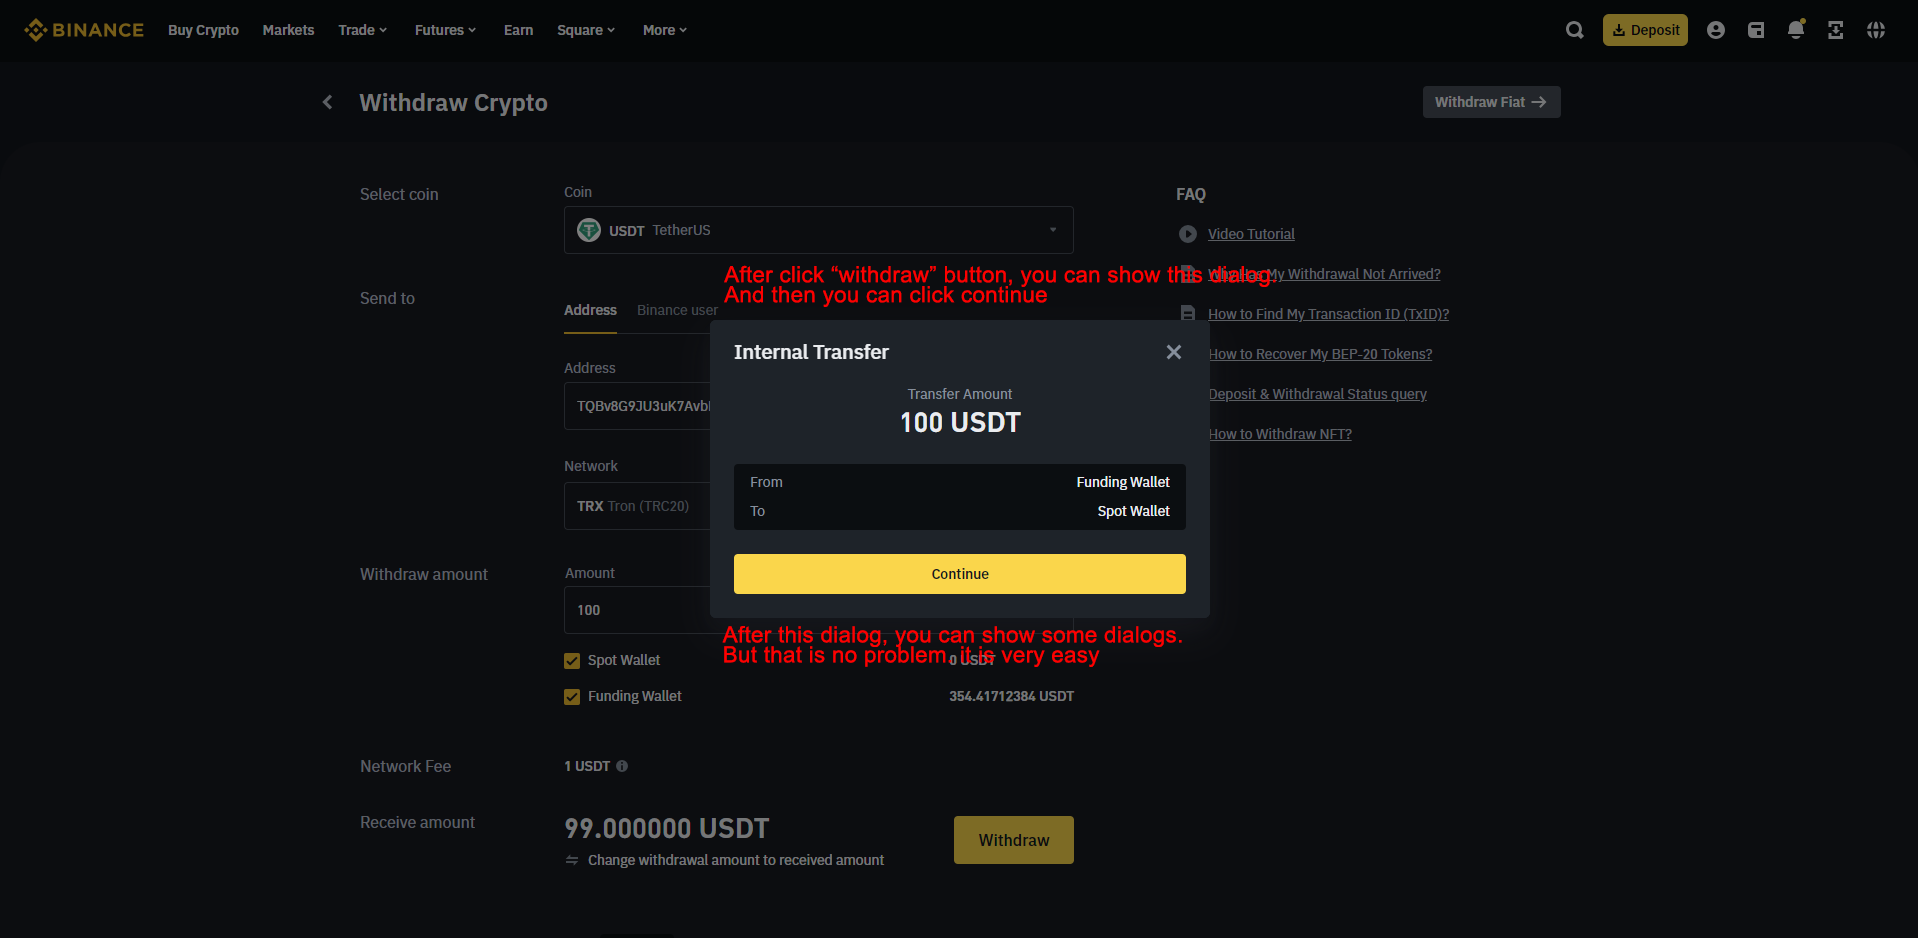 BINANCE Buy Crypto Markets Trade Futures Earn Square More Deposit
Withdraw Crypto
Withdraw Fiat
Select coin
Coin
USDT TetherUS
FAQ
Video Tutorial
Why Has My Withdrawal Not Arrived?
How to Find My Transaction ID (TxID)?
How to Recover My BEP-20 Tokens?
Deposit & Withdrawal Status query
How to Withdraw NFT?
After click “withdraw” button, you can show this dialog.
And then you can click continue
Send to
Address Binance user
Address
TQBv8G9JU3uK7Avb
Network
TRX Tron (TRC20)
Internal Transfer
Transfer Amount
100 USDT
From Funding Wallet
To Spot Wallet
Continue
Withdraw amount
Amount
100
After this dialog, you can show some dialogs.
But that is no problem. it is very easy
Spot Wallet 0 USDT
Funding Wallet 354.41712384 USDT
Network Fee
1 USDT
Receive amount
99.000000 USDT
Change withdrawal amount to received amount
Withdraw